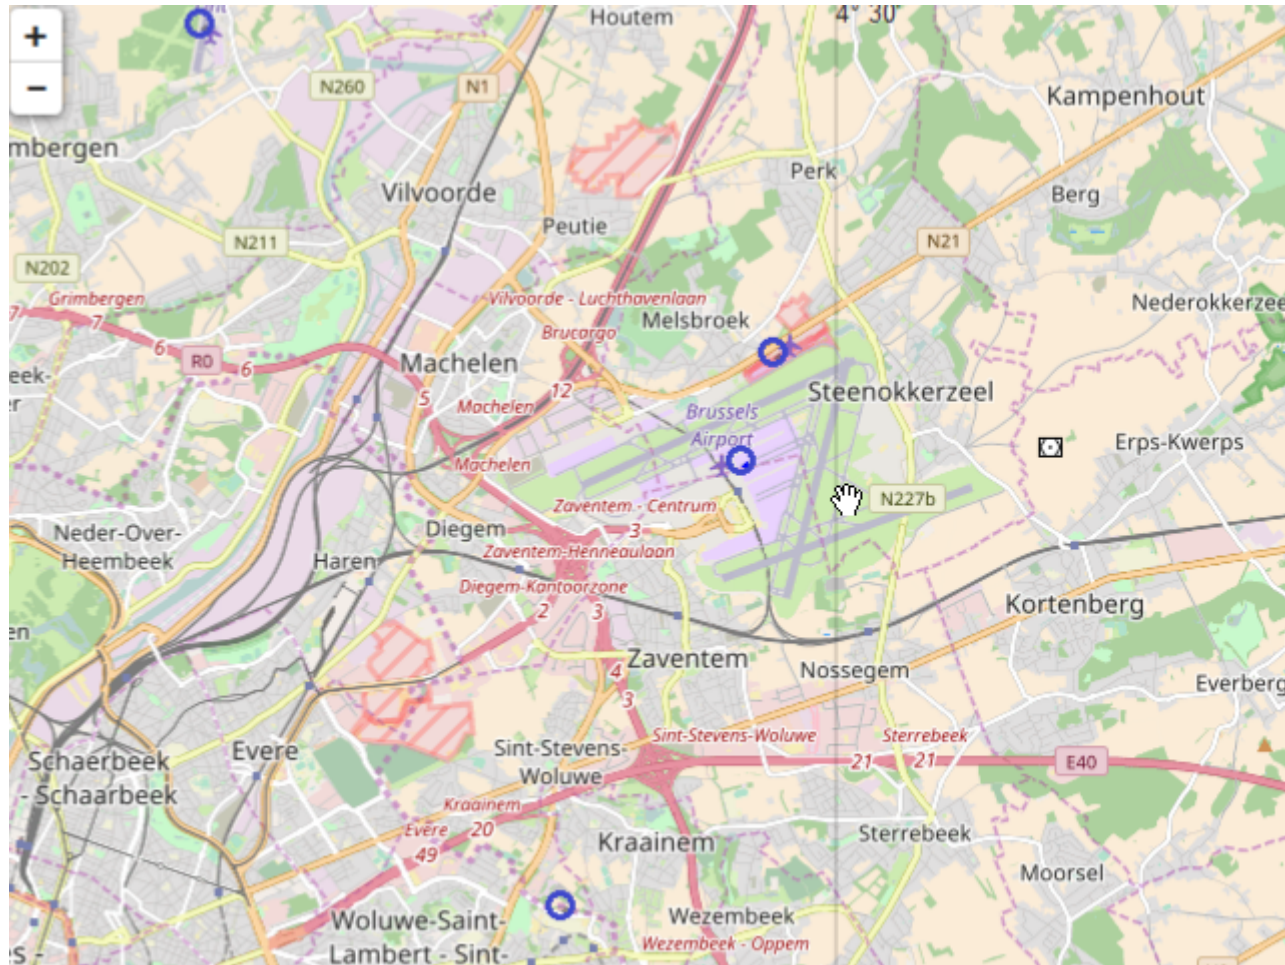 Houtem
4° 30'
+
−
N260
N1
Kampenhout
mbergen
Perk
Vilvoorde
Berg
Peutie
N211
N21
N202
Grimbergen
7
7
Vilvoorde - Luchthavenlaan
Nederokkerzee
Melsbroek
Brucargo
6
R0
6
Machelen
eek-
er
5
12
Steenokkerzeel
Machelen
Brussels
Airport
Erps-Kwerps
Machelen
Zaventem - Centrum
N227b
Neder-Over-
Heembeek
Diegem
3
Haren
Zaventem-Henneaulaan
Diegem-Kantoorzone
2
3
Kortenberg
en
Zaventem
4
3
Nossegem
Everberg
Sint-Stevens-Woluwe
Sterrebeek
Evere
Sint-Stevens-
Woluwe
21
21
E40
Schaerbeek
- Schaarbeek
Kraainem
20
Evere
49
Kraainem
Sterrebeek
Moorsel
Woluwe-Saint-
Lambert - Sint-
Wezembeek
Wezembeek - Oppem
es -